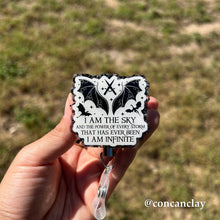 I AM THE SKY
AND THE POWER OF EVERY STORM
THAT HAS EVER BEEN
I AM INFINITE
@concanclay